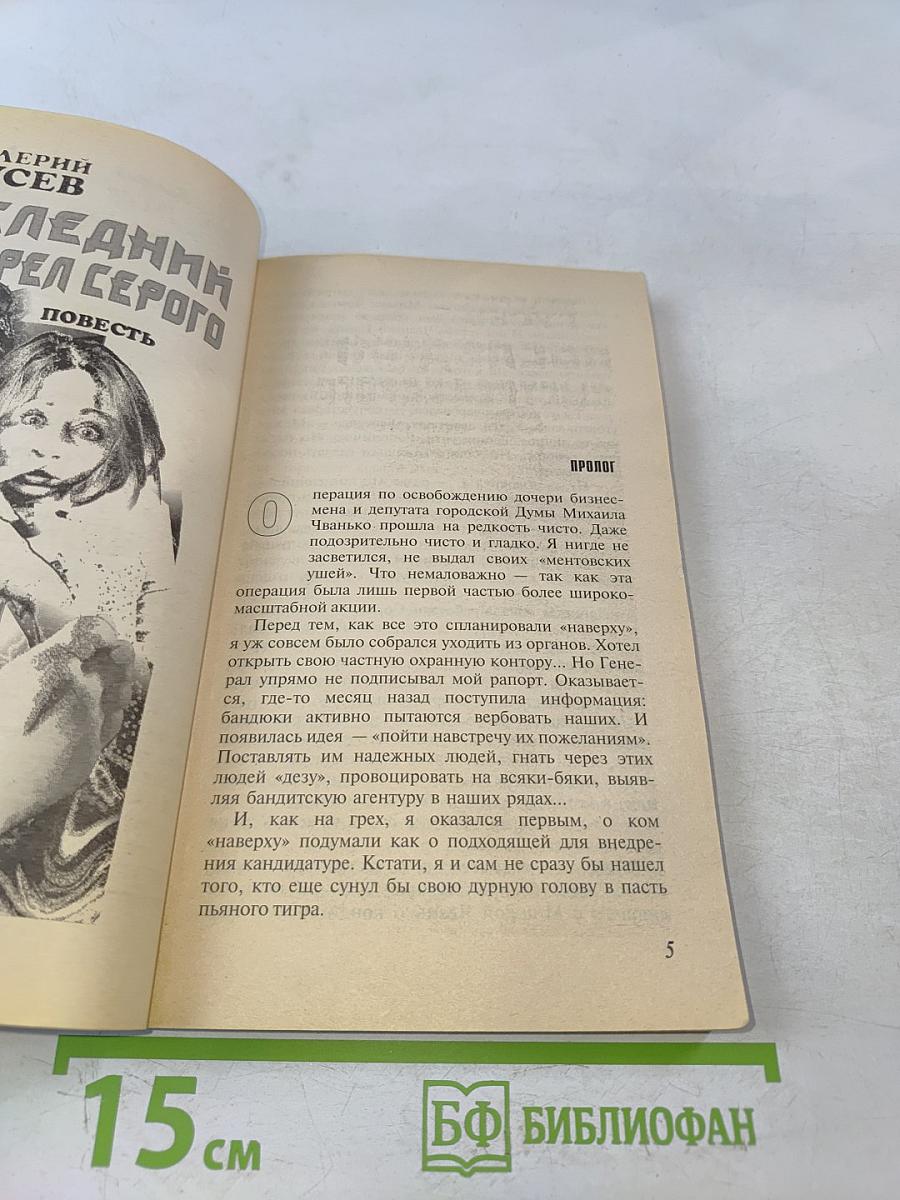 ЛЕРИЙ
УСЕВ
СЛЕДНИЙ
РЕЛ СЕРОГО
ПОВЕСТЬ
ПРОЛОГ
Операция по освобождению дочери бизнес-
мена и депутата городской Думы Михаила
Чванько прошла на редкость чисто. Даже
подозрительно чисто и гладко. Я нигде не
засветился, не выдал своих «ментовских
ушей». Что немаловажно — так как эта
операция была лишь первой частью более широко-
масштабной акции.
Перед тем, как все это спланировали «наверху»,
я уж совсем было собрался уходить из органов. Хотел
открыть свою частную охранную контору... Но Гене-
рал упрямо не подписывал мой рапорт. Оказывает-
ся, где-то месяц назад поступила информация:
бандюки активно пытаются вербовать наших. И
появилась идея — «пойти навстречу их пожеланиям».
Поставлять им надежных людей, гнать через этих
людей «дезу», провоцировать на всяки-бяки, выяв-
ляя бандитскую агентуру в наших рядах...
И, как на грех, я оказался первым, о ком
«наверху» подумали как о подходящей для внедре-
ния кандидатуре. Кстати, я и сам не сразу бы нашел
того, кто еще сунул бы свою дурную голову в пасть
пьяного тигра.
5
15 см
БФ БИБЛИОФАН